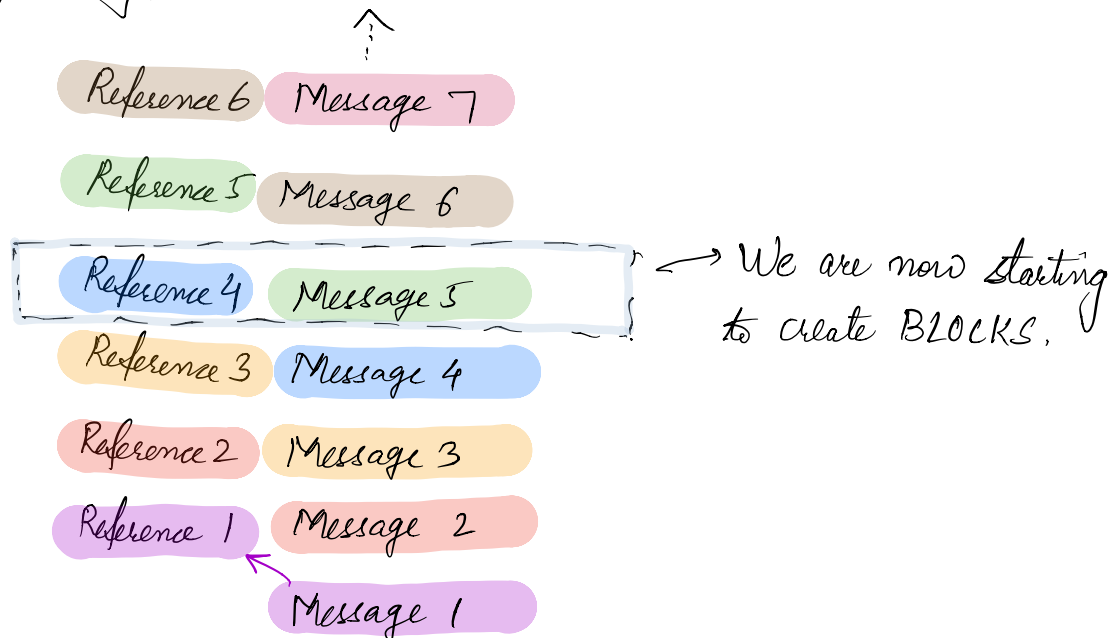 Reference 6 Message 7
Reference 5 Message 6
Reference 4 Message 5
We are now starting
to create BLOCKS.
Reference 3 Message 4
Reference 2 Message 3
Reference 1 Message 2
Message 1